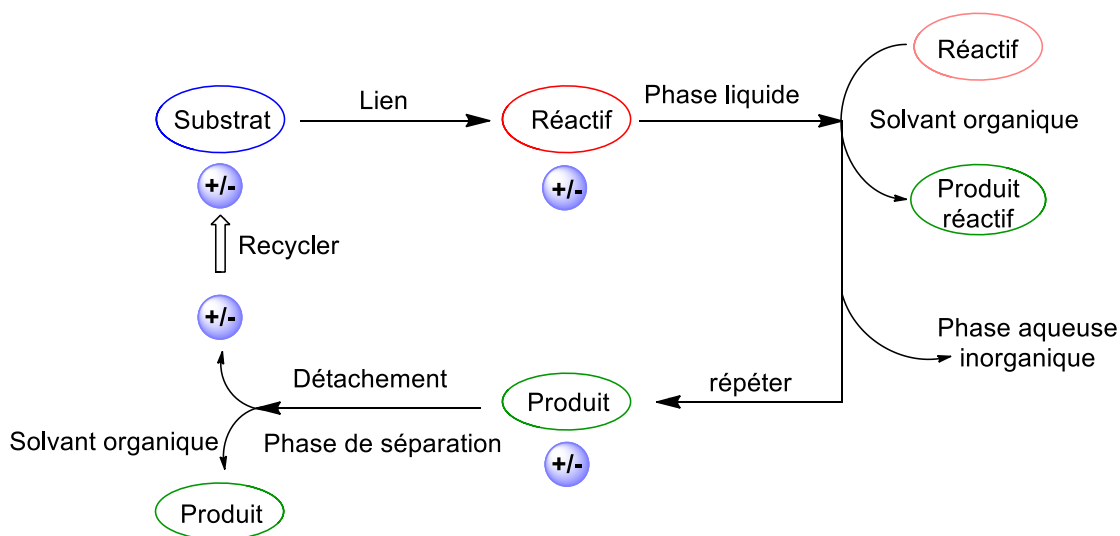 Réactif
Lien
Phase liquide
Substrat
Réactif
Solvant organique
+/-
+/-
Produit
réactif
Recycler
+/-
Phase aqueuse
inorganique
Détachement
répéter
Produit
Solvant organique
Phase de séparation
+/-
Produit